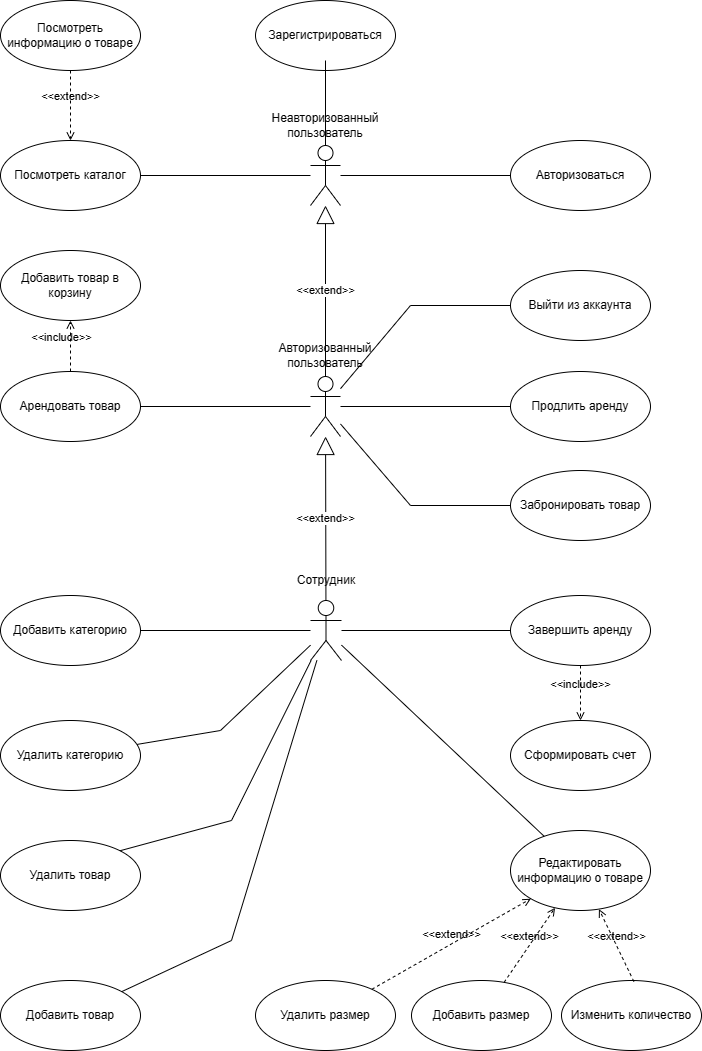 Посмотреть
информацию о товаре
Зарегистрироваться
<<extend>>
Неавторизованный
пользователь
Посмотреть каталог
Авторизоваться
Добавить товар в
корзину
<<extend>>
Выйти из аккаунта
<<include>>
Авторизованный
пользователь
Арендовать товар
Продлить аренду
Забронировать товар
<<extend>>
Сотрудник
Добавить категорию
Завершить аренду
<<include>>
Удалить категорию
Сформировать счет
Удалить товар
Редактировать
информацию о товаре
<<extend>>
<<extend>>
<<extend>>
Добавить товар
Удалить размер
Добавить размер
Изменить количество